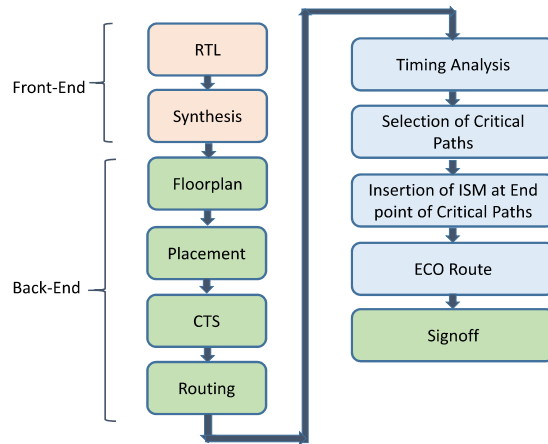 Front-End
RTL
Synthesis
Back-End
Floorplan
Placement
CTS
Routing
Timing Analysis
Selection of Critical
Paths
Insertion of ISM at End
point of Critical Paths
ECO Route
Signoff